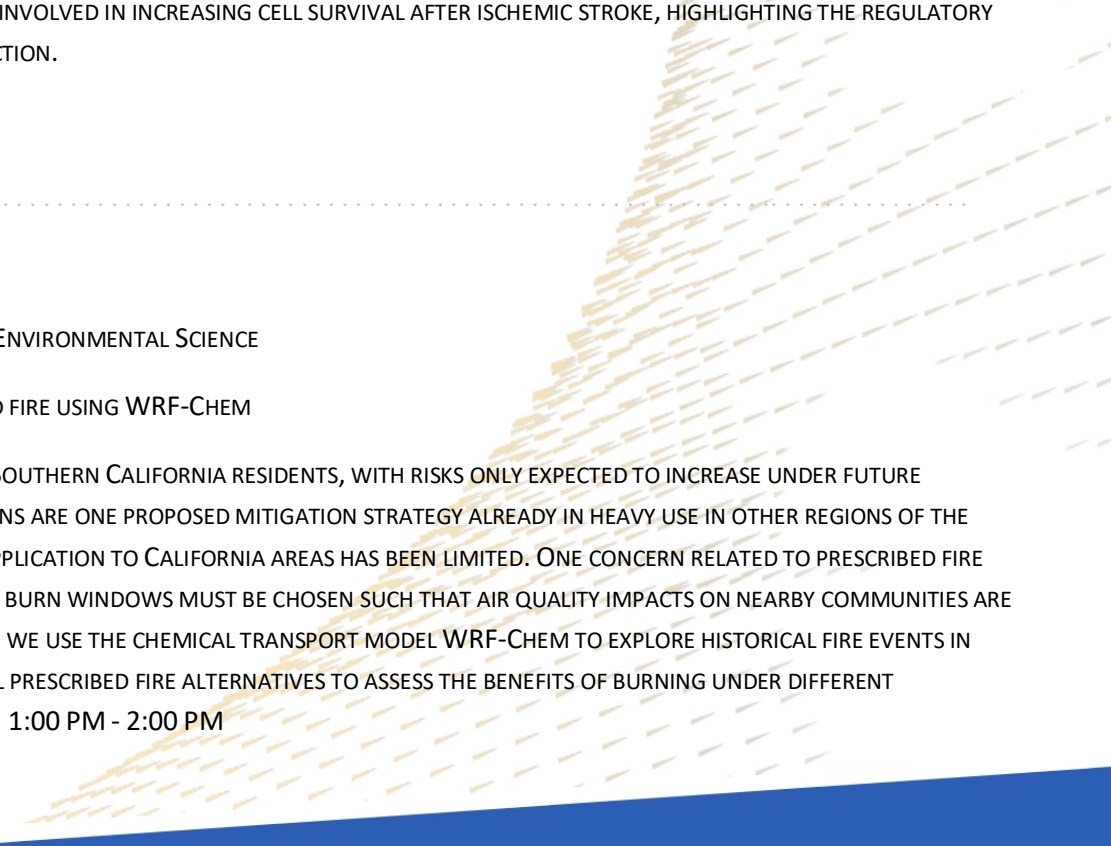 INVOLVED IN INCREASING CELL SURVIVAL AFTER ISCHEMIC STROKE, HIGHLIGHTING THE REGULATORY
CTION.
ENVIRONMENTAL SCIENCE
FIRE USING WRF-CHEM
SOUTHERN CALIFORNIA RESIDENTS, WITH RISKS ONLY EXPECTED TO INCREASE UNDER FUTURE
NS ARE ONE PROPOSED MITIGATION STRATEGY ALREADY IN HEAVY USE IN OTHER REGIONS OF THE
PPLICATION TO CALIFORNIA AREAS HAS BEEN LIMITED. ONE CONCERN RELATED TO PRESCRIBED FIRE
BURN WINDOWS MUST BE CHOSEN SUCH THAT AIR QUALITY IMPACTS ON NEARBY COMMUNITIES ARE
WE USE THE CHEMICAL TRANSPORT MODEL WRF-CHEM TO EXPLORE HISTORICAL FIRE EVENTS IN
L PRESCRIBED FIRE ALTERNATIVES TO ASSESS THE BENEFITS OF BURNING UNDER DIFFERENT
1:00 PM - 2:00 PM